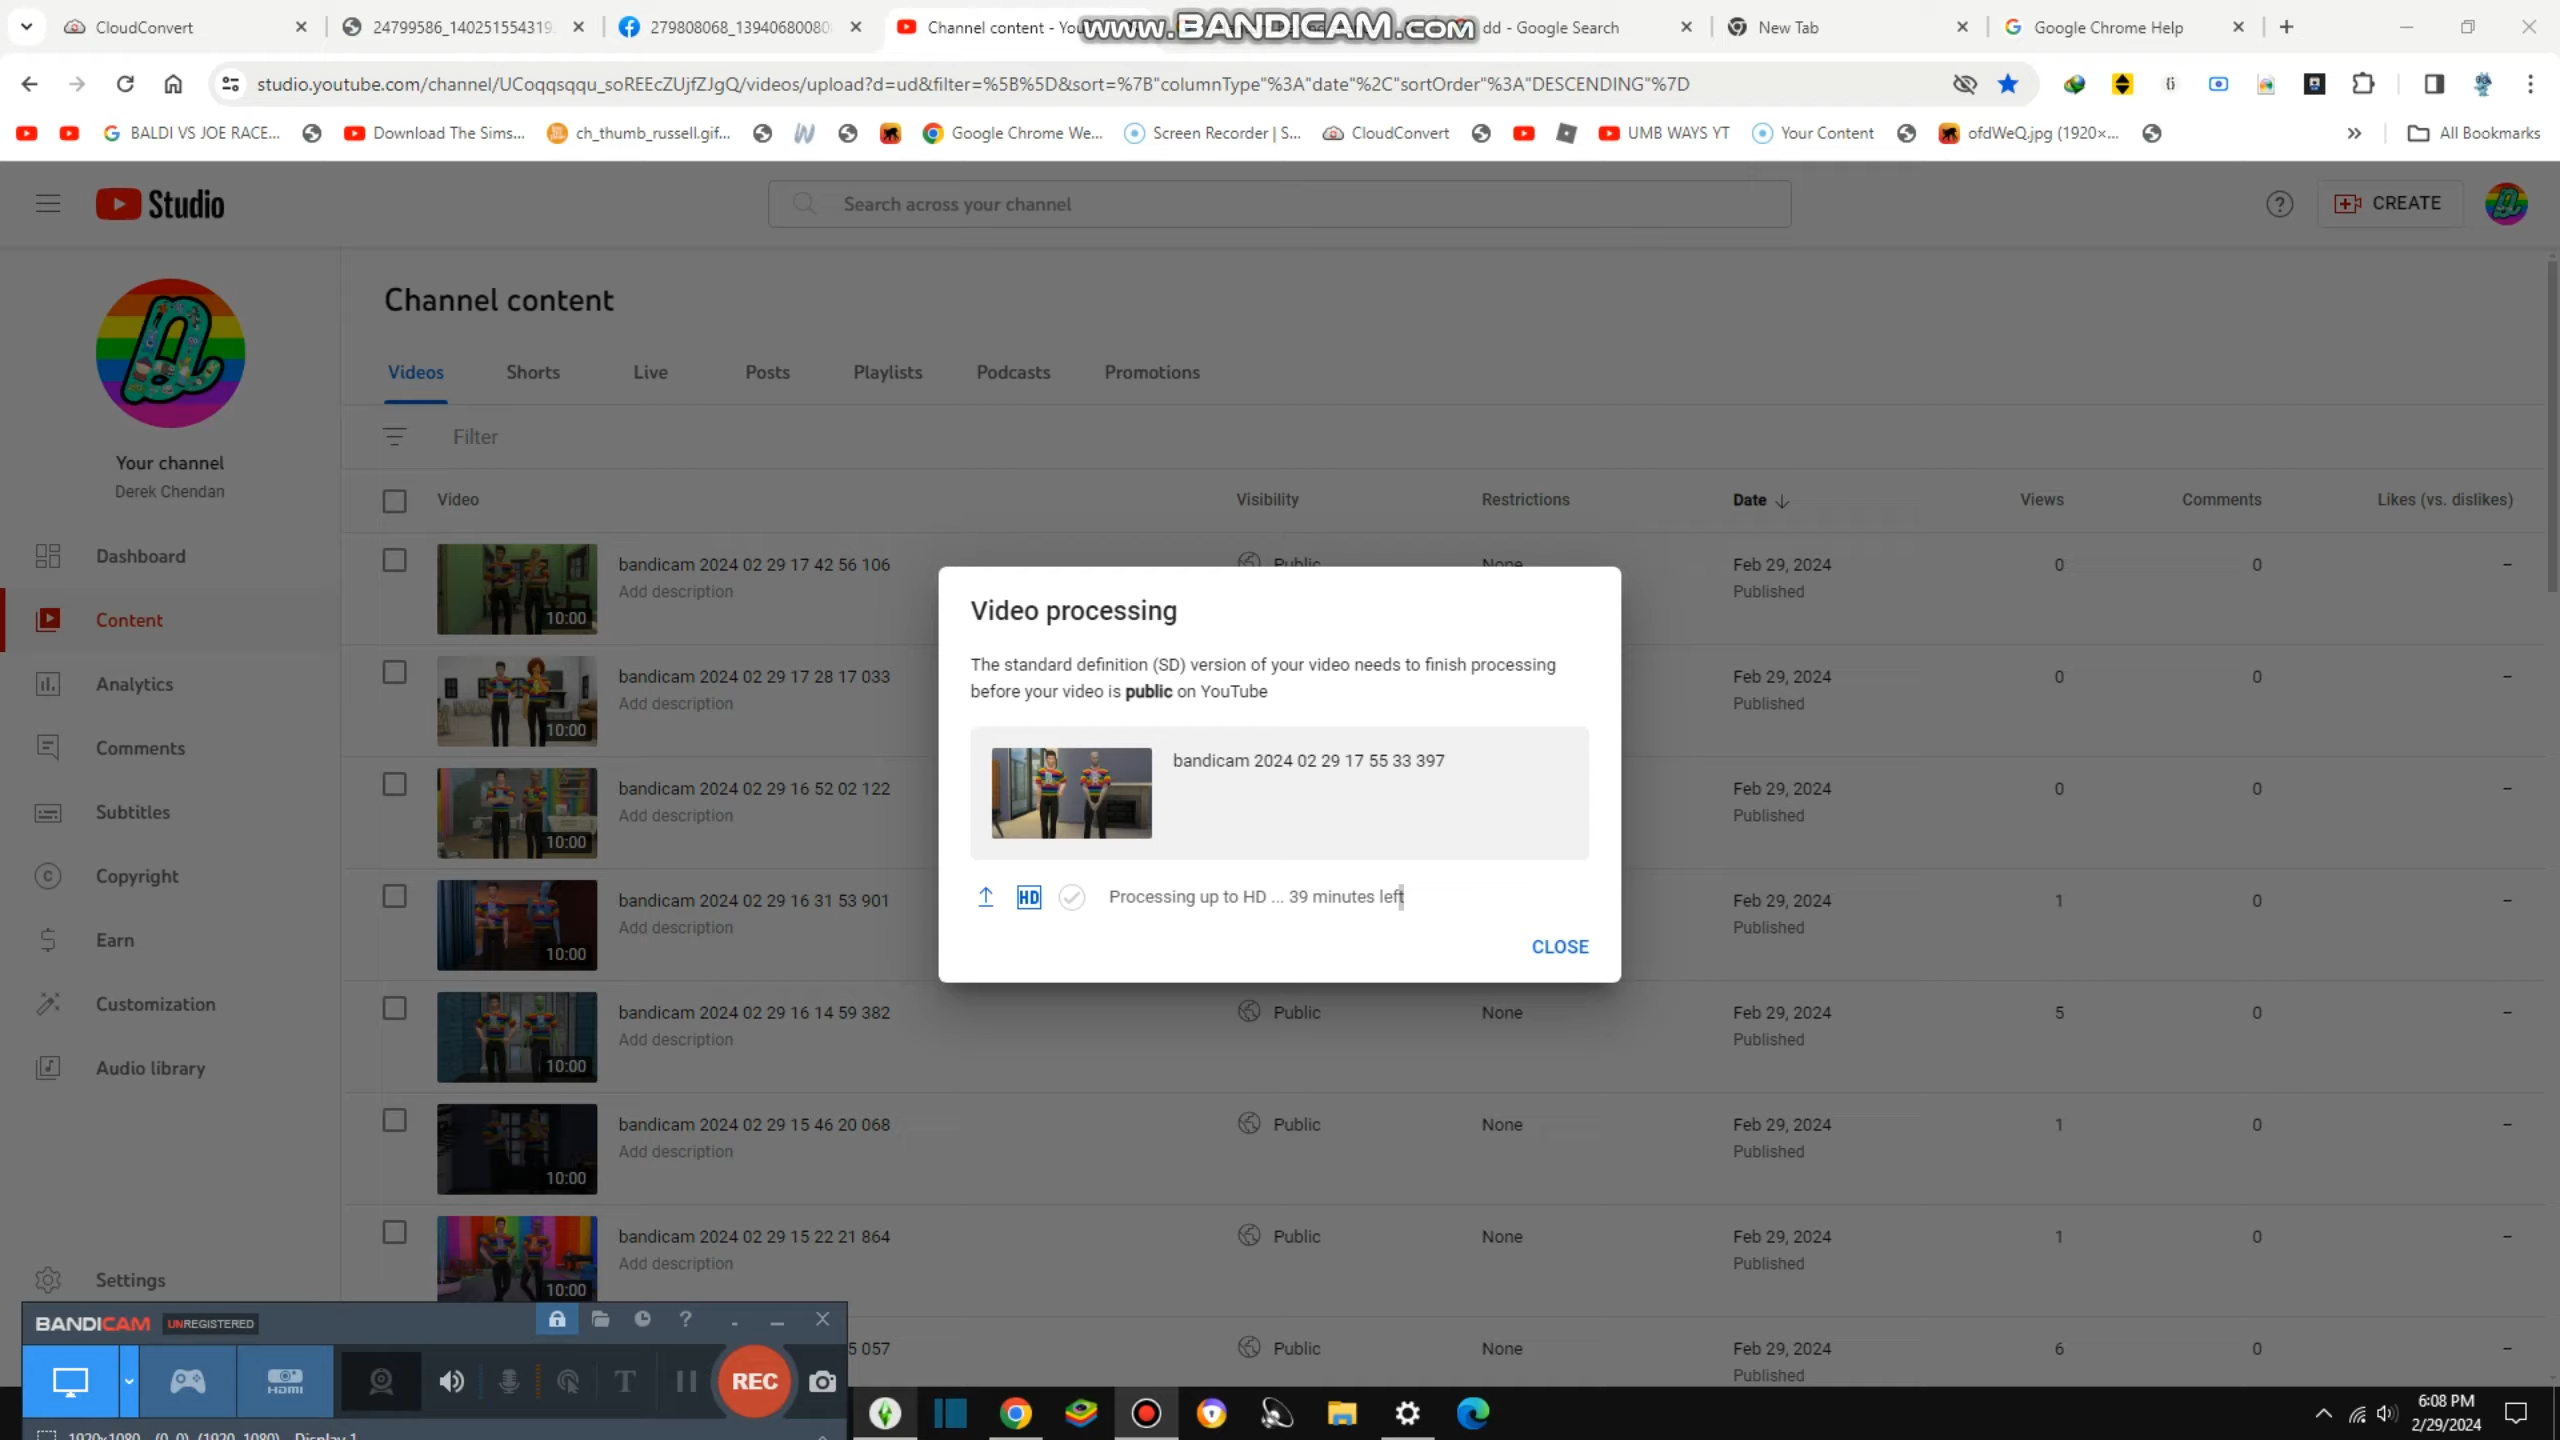 CloudConvert
24799586_140251554319
279808068_13940680080
Channel content - You
www.BANDICAM.com
dd - Google Search
New Tab
Google Chrome Help
studio.youtube.com/channel/UCoqqsqqu_soREEcZUjfZJgQ/videos/upload?d=ud&filter=%5B%5D&sort=%7B"columnType"%3A"date"%2C"sortOrder"%3A"DESCENDING"%7D
BALDI VS JOE RACE...
Download The Sims...
ch_thumb_russell.gif...
Google Chrome We...
Screen Recorder | S...
CloudConvert
UMB WAYS YT
Your Content
ofdWeQ.jpg (1920×...
All Bookmarks
Studio
Search across your channel
CREATE
Channel content
Videos Shorts Live Posts Playlists Podcasts Promotions
Filter
Your channel
Derek Chendan
Dashboard
Content
Analytics
Comments
Subtitles
Copyright
Earn
Customization
Audio library
Settings
Video Visibility Restrictions Date Views Comments Likes (vs. dislikes)
bandicam 2024 02 29 17 42 56 106 Public None Feb 29, 2024 0 0 –
Add description Published
10:00
bandicam 2024 02 29 17 28 17 033 Feb 29, 2024 0 0 –
Add description Published
10:00
bandicam 2024 02 29 16 52 02 122 Feb 29, 2024 0 0 –
Add description Published
10:00
bandicam 2024 02 29 16 31 53 901 Feb 29, 2024 1 0 –
Add description Published
10:00
bandicam 2024 02 29 16 14 59 382 Public None Feb 29, 2024 5 0 –
Add description Published
10:00
bandicam 2024 02 29 15 46 20 068 Public None Feb 29, 2024 1 0 –
Add description Published
10:00
bandicam 2024 02 29 15 22 21 864 Public None Feb 29, 2024 1 0 –
Add description Published
10:00
5 057 Public None Feb 29, 2024 6 0 –
Published
Video processing
The standard definition (SD) version of your video needs to finish processing
before your video is public on YouTube
bandicam 2024 02 29 17 55 33 397
HD Processing up to HD ... 39 minutes left
CLOSE
BANDICAM UNREGISTERED
HDMI
T
REC
1920x1080 (0, 0), (1920, 1080), Display 1
6:08 PM
2/29/2024